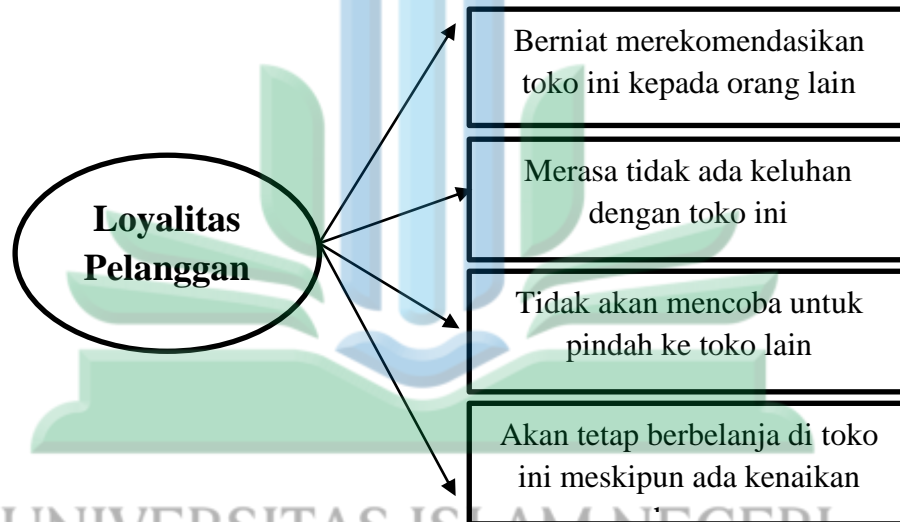 Berniat merekomendasikan
toko ini kepada orang lain
Merasa tidak ada keluhan
dengan toko ini
Loyalitas
Pelanggan
Tidak akan mencoba untuk
pindah ke toko lain
Akan tetap berbelanja di toko
ini meskipun ada kenaikan
UNIVERSITAS ISLAM NEGERI